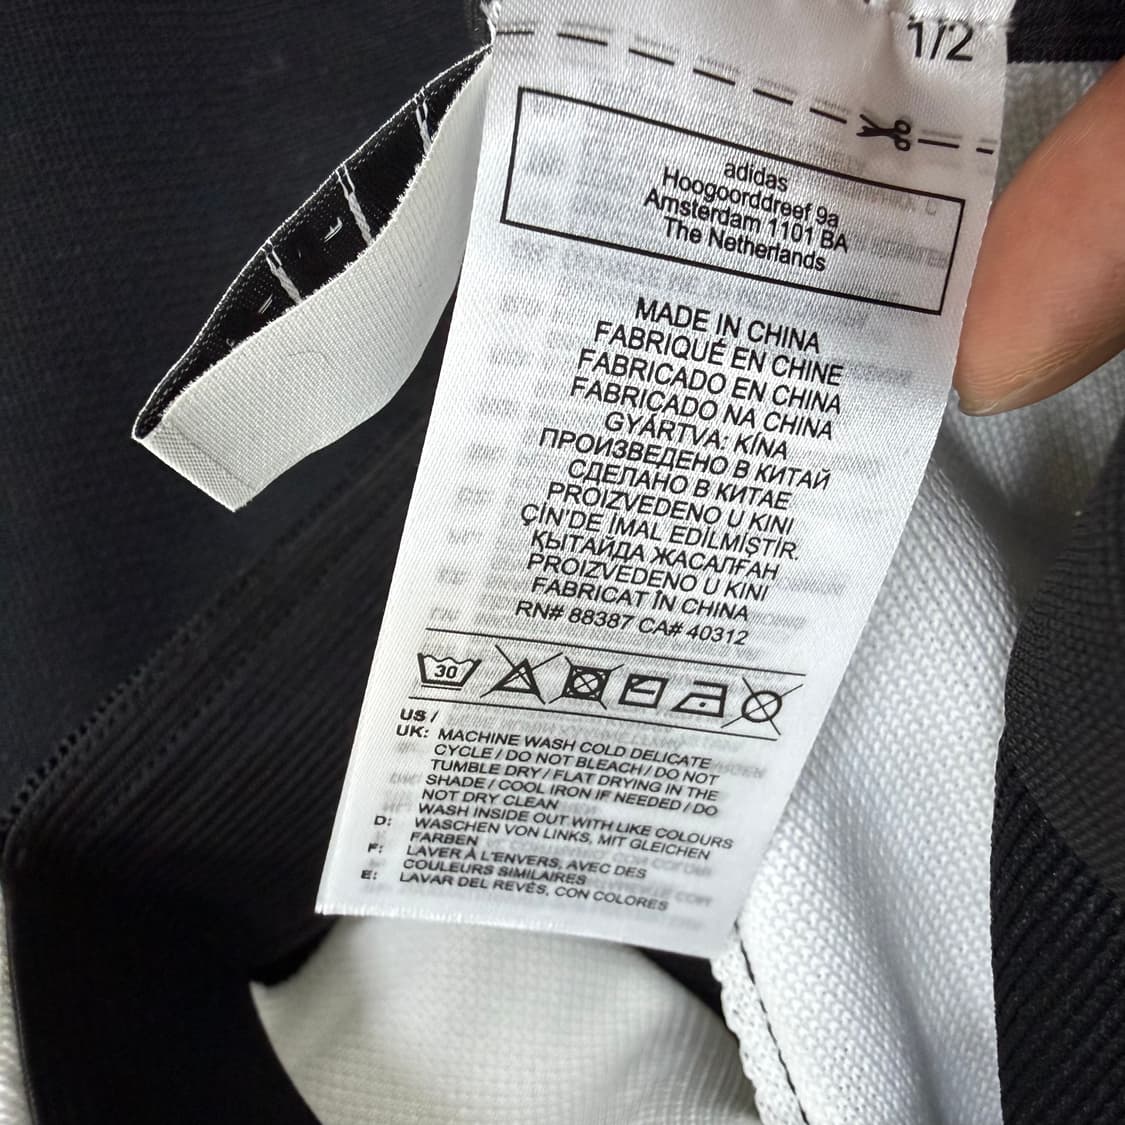 1/2
adidas
Hoogoorddreef 9a
Amsterdam 1101 BA
The Netherlands
MADE IN CHINA
FABRIQUÉ EN CHINE
FABRICADO EN CHINA
FABRICADO NA CHINA
GYÁRTVA: KÍNA
ПРОИЗВЕДЕНО В КИТАЙ
СДЕЛАНО В КИТАЕ
PROIZVEDENO U KINI
ÇİN'DE İMAL EDİLMİŞTİR.
ҚЫТАЙДА ЖАСАЛҒАН
PROIZVEDENO U KINI
FABRICAT ÎN CHINA
RN# 88387 CA# 40312
30
US /
UK: MACHINE WASH COLD DELICATE
CYCLE / DO NOT BLEACH / DO NOT
TUMBLE DRY / FLAT DRYING IN THE
SHADE / COOL IRON IF NEEDED / DO
NOT DRY CLEAN
WASH INSIDE OUT WITH LIKE COLOURS
D: WASCHEN VON LINKS, MIT GLEICHEN
FARBEN
F: LAVER À L'ENVERS, AVEC DES
COULEURS SIMILAIRES
E: LAVAR DEL REVÉS, CON COLORES